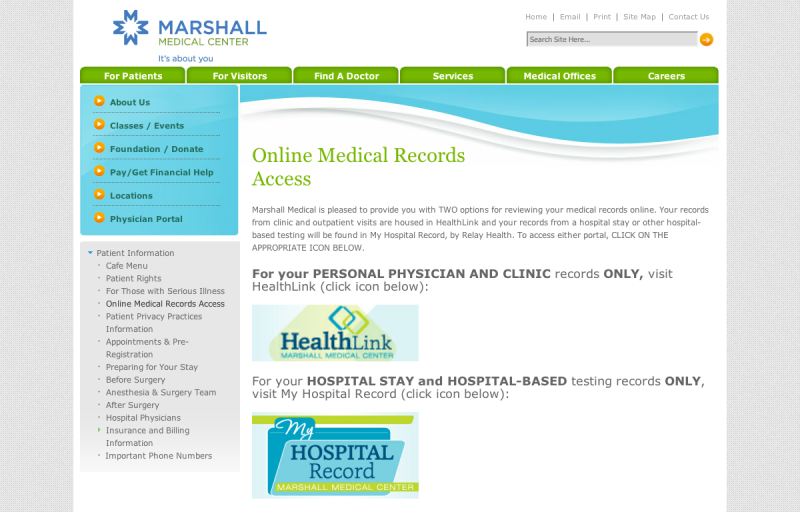 MARSHALL
MEDICAL CENTER
It's about you
Home | Email | Print | Site Map | Contact Us
Search Site Here...
For Patients
For Visitors
Find A Doctor
Services
Medical Offices
Careers
About Us
Classes / Events
Foundation / Donate
Pay/Get Financial Help
Locations
Physician Portal
Patient Information
Cafe Menu
Patient Rights
For Those with Serious Illness
Online Medical Records Access
Patient Privacy Practices
Information
Appointments & Pre-
Registration
Preparing for Your Stay
Before Surgery
Anesthesia & Surgery Team
After Surgery
Hospital Physicians
Insurance and Billing
Information
Important Phone Numbers
Online Medical Records
Access
Marshall Medical is pleased to provide you with TWO options for reviewing your medical records online. Your records
from clinic and outpatient visits are housed in HealthLink and your records from a hospital stay or other hospital-
based testing will be found in My Hospital Record, by Relay Health. To access either portal, CLICK ON THE
APPROPRIATE ICON BELOW.
For your PERSONAL PHYSICIAN AND CLINIC records ONLY, visit
HealthLink (click icon below):
HealthLink
MARSHALL MEDICAL CENTER
For your HOSPITAL STAY and HOSPITAL-BASED testing records ONLY,
visit My Hospital Record (click icon below):
My
HOSPITAL
Record
MARSHALL MEDICAL CENTER